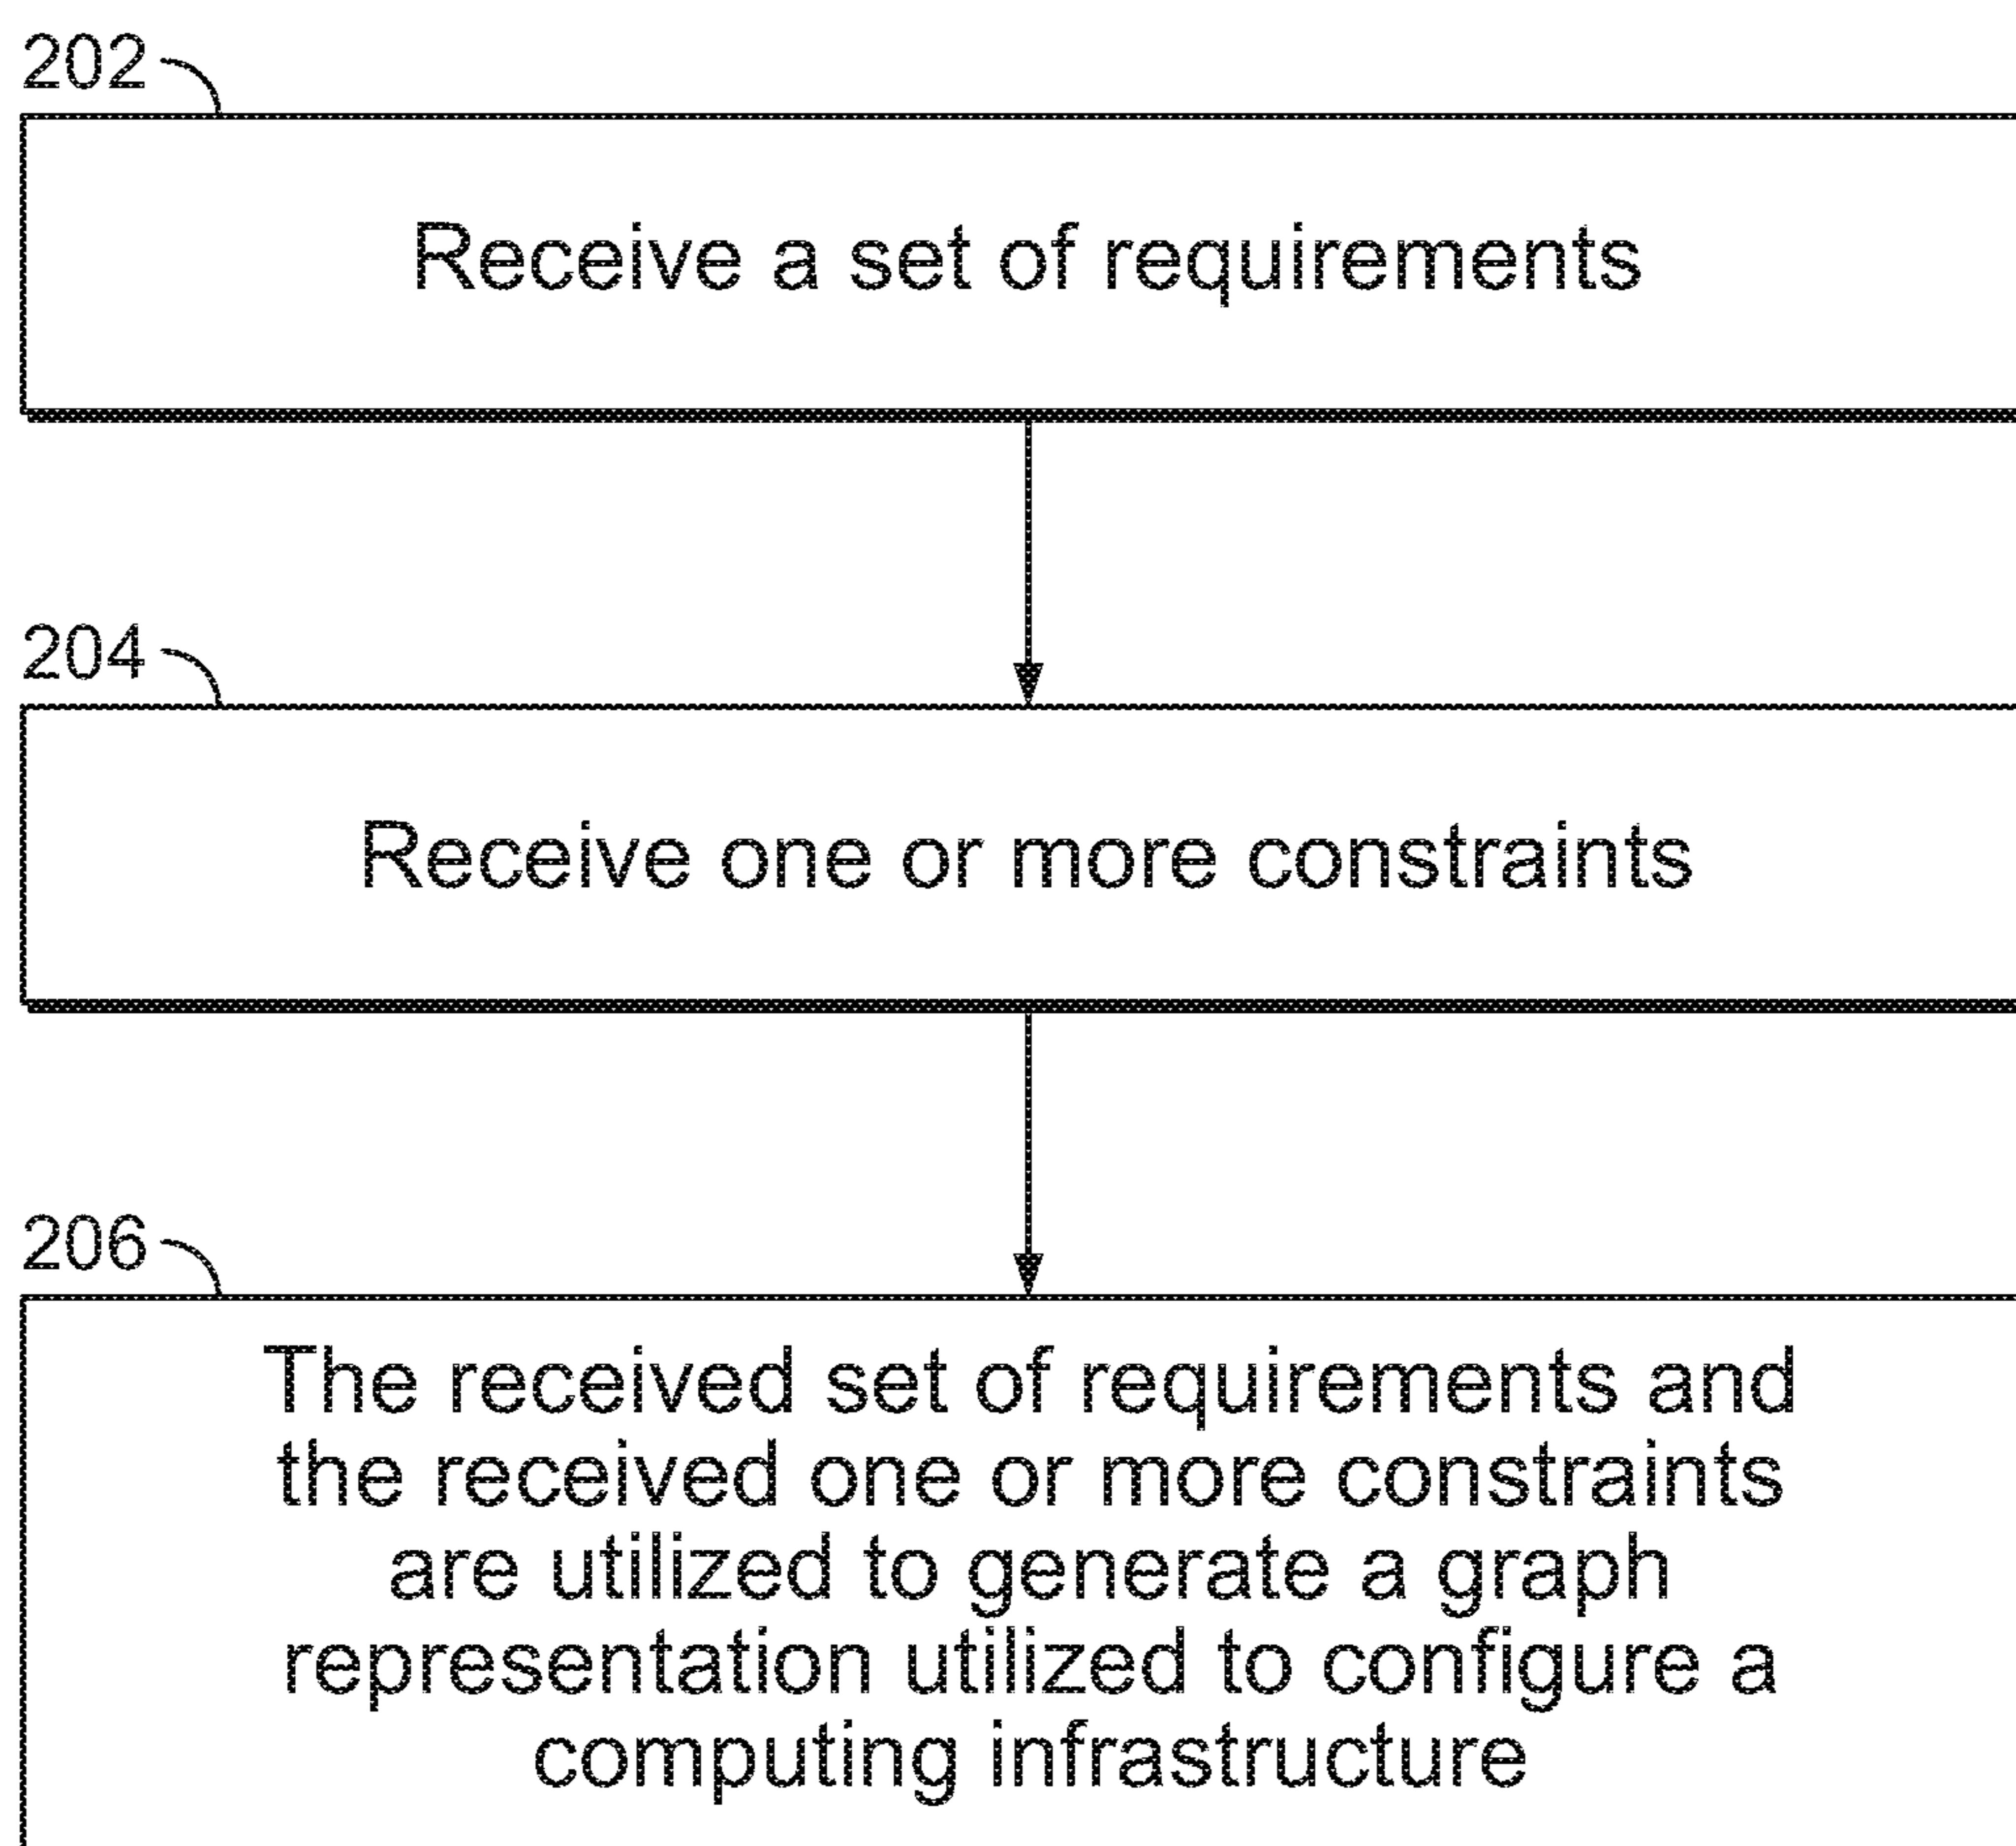 202
Receive a set of requirements
204
Receive one or more constraints
206
The received set of requirements and
the received one or more constraints
are utilized to generate a graph
representation utilized to configure a
computing infrastructure